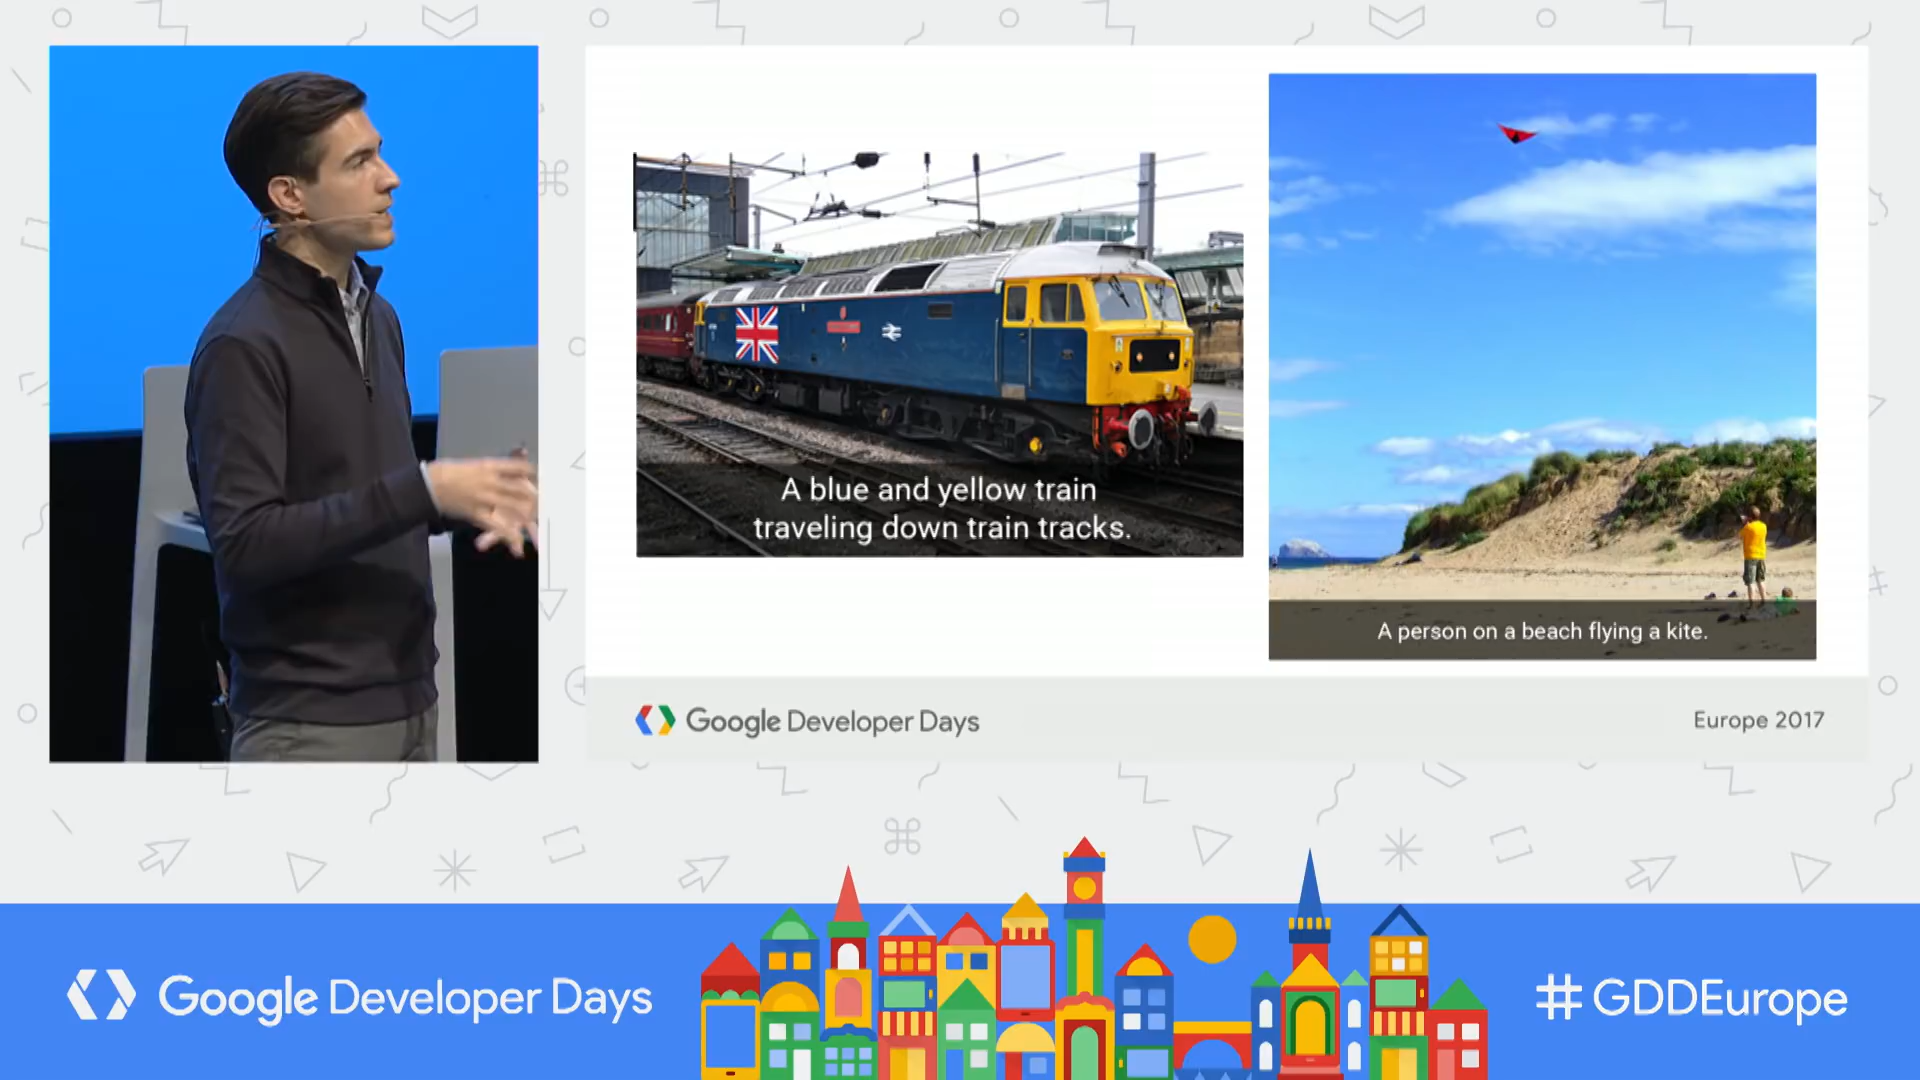 A blue and yellow train
traveling down train tracks.
A person on a beach flying a kite.
Google Developer Days
Europe 2017
Google Developer Days
#GDDEurope